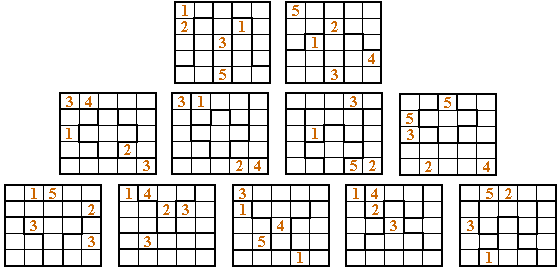 1 5
2 1 2
3 1
4
5 3
3 4 3 1 3 5
5
1 1 3
2
3 2 4 5 2 2 4
1 5 1 4 3 1 4 5 2
2 2 3 1 2
3 4 3 3
3 3 5
1 1